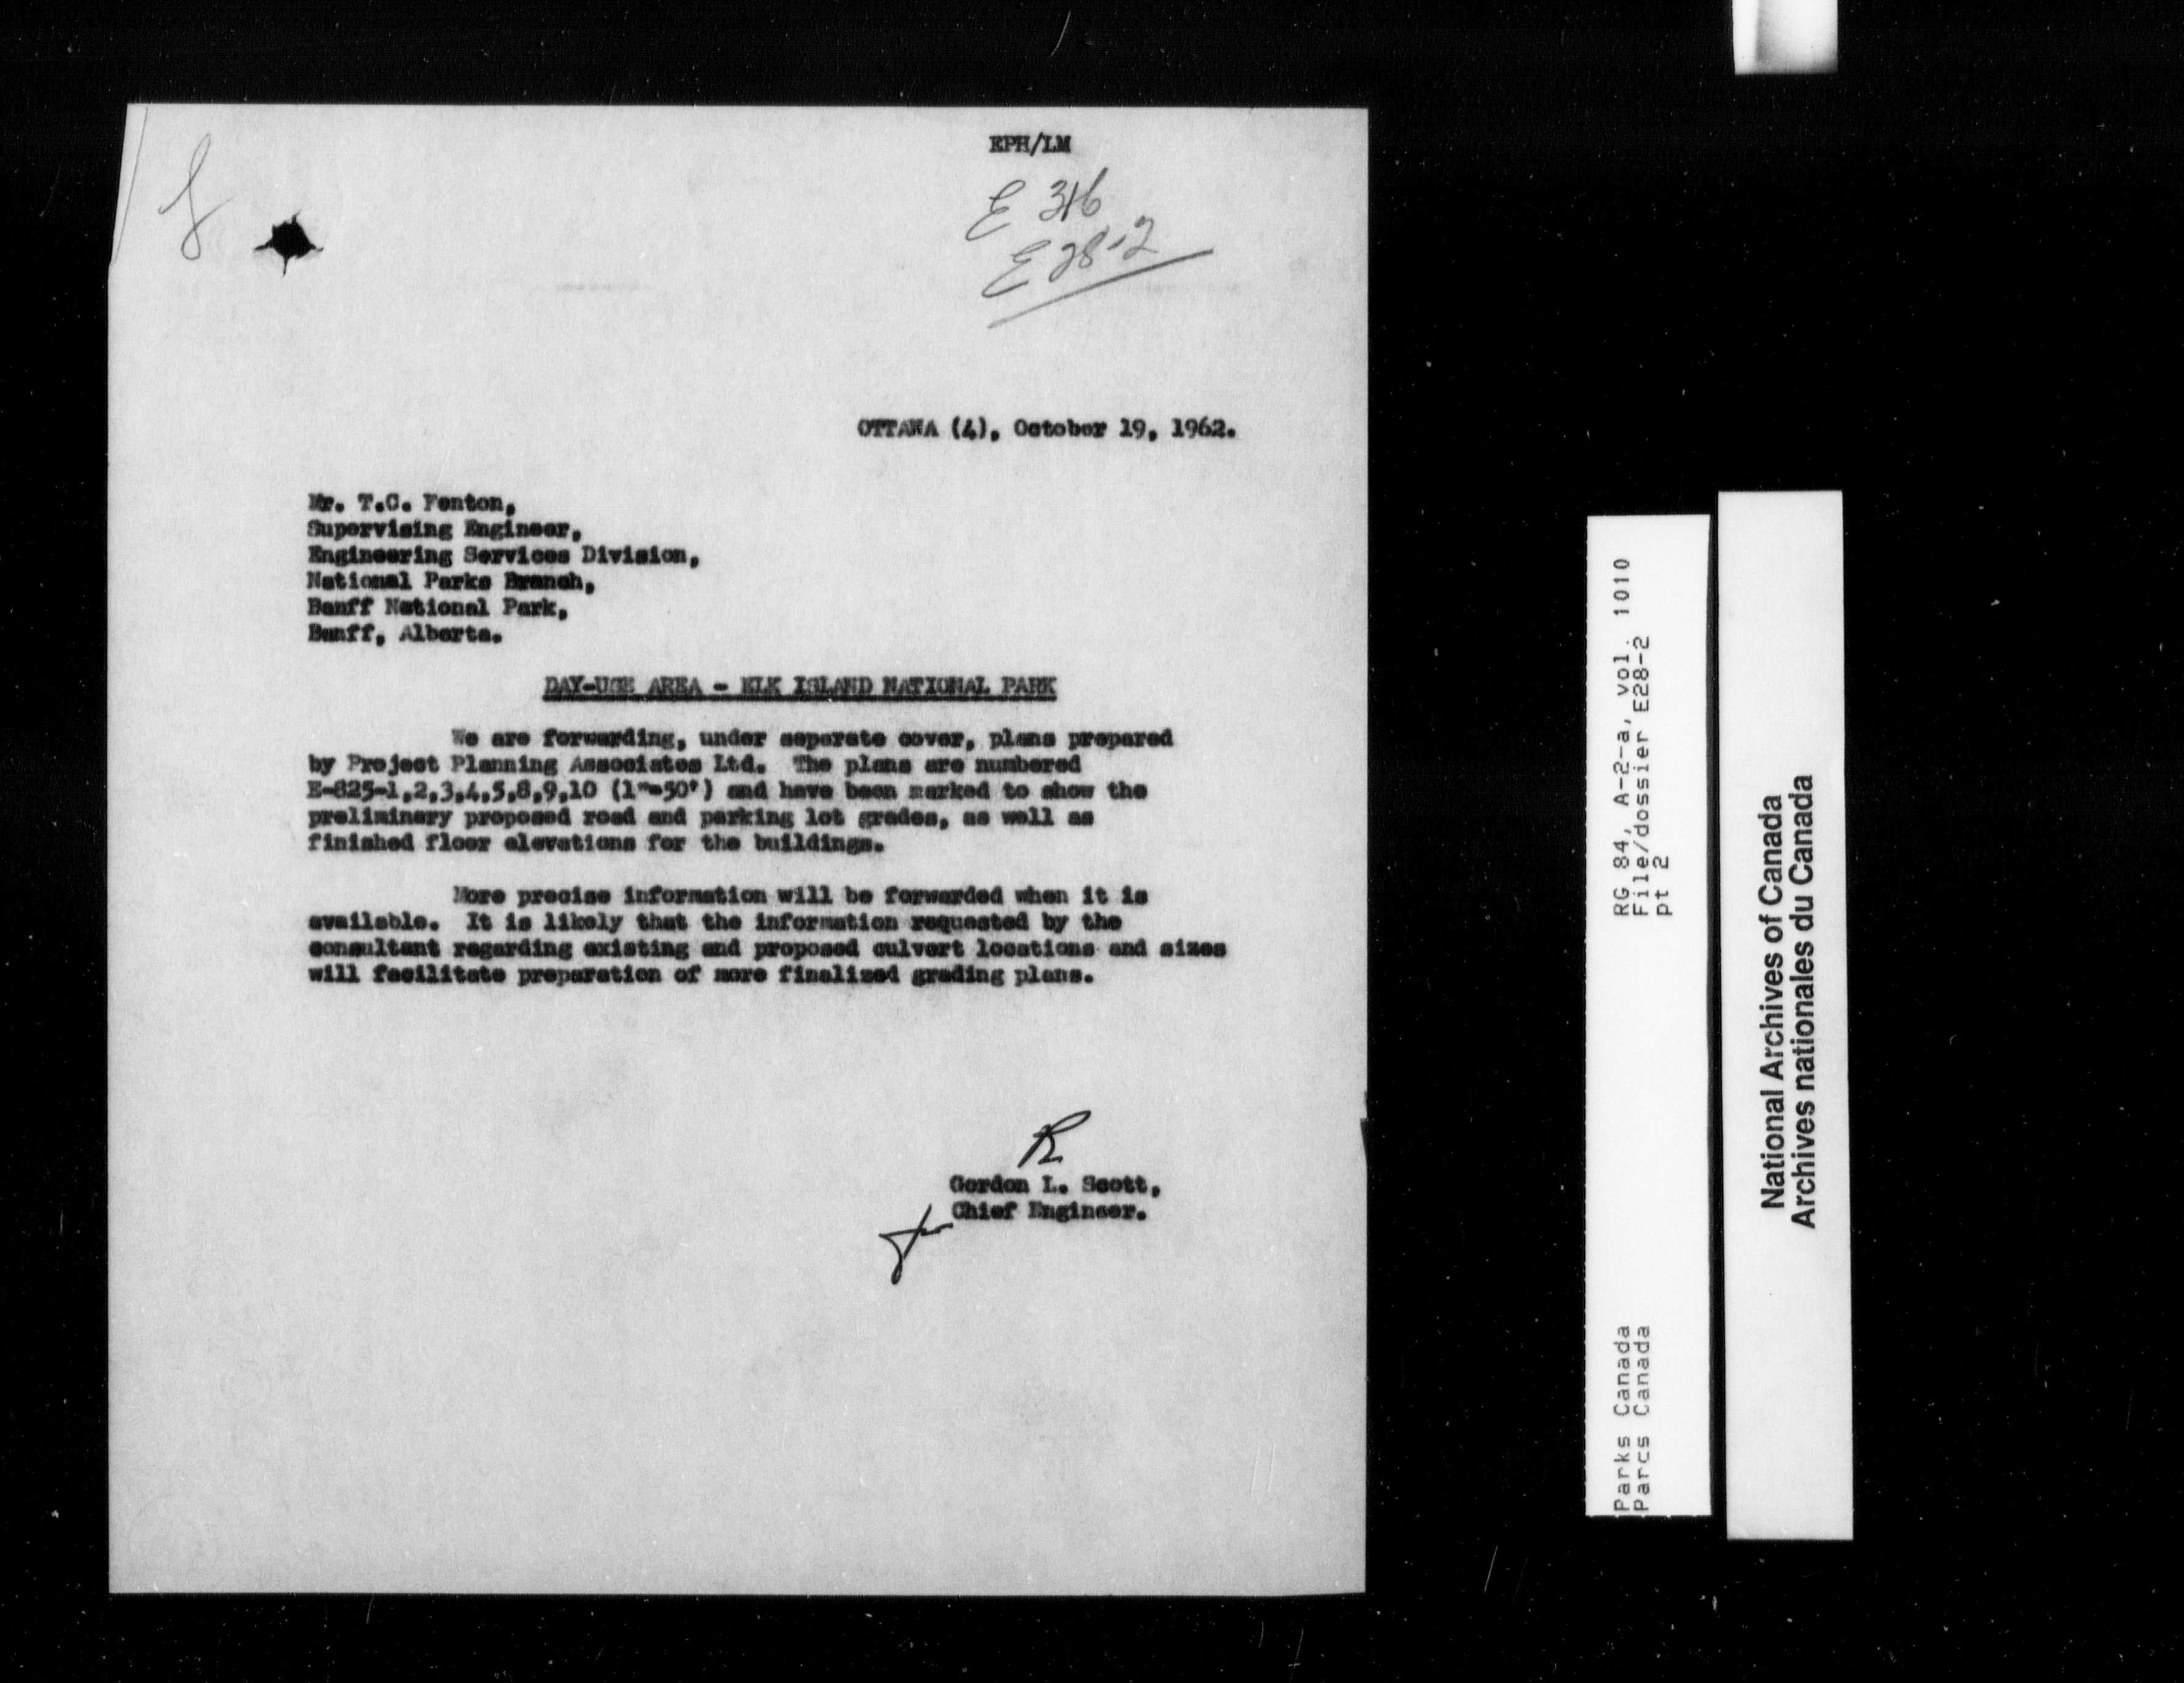 EPH/LM
E 316
E 28-2
OTTAWA (4), October 19, 1962.
Mr. T.C. Fenton,
Supervising Engineer,
Engineering Services Division,
National Parks Branch,
Banff National Park,
Banff, Alberta.
DAY-USE AREA - ELK ISLAND NATIONAL PARK
We are forwarding, under separate cover, plans prepared
by Project Planning Associates Ltd. The plans are numbered
E-825-1,2,3,4,5,8,9,10 (1"=50') and have been marked to show the
preliminary proposed road and parking lot grades, as well as
finished floor elevations for the buildings.
More precise information will be forwarded when it is
available. It is likely that the information requested by the
consultant regarding existing and proposed culvert locations and sizes
will facilitate preparation of more finalized grading plans.
Gordon L. Scott,
Chief Engineer.
RG 84, A-2-a, vol. 1010
File/dossier E28-2
pt 2
Parks Canada
Parcs Canada
National Archives of Canada
Archives nationales du Canada